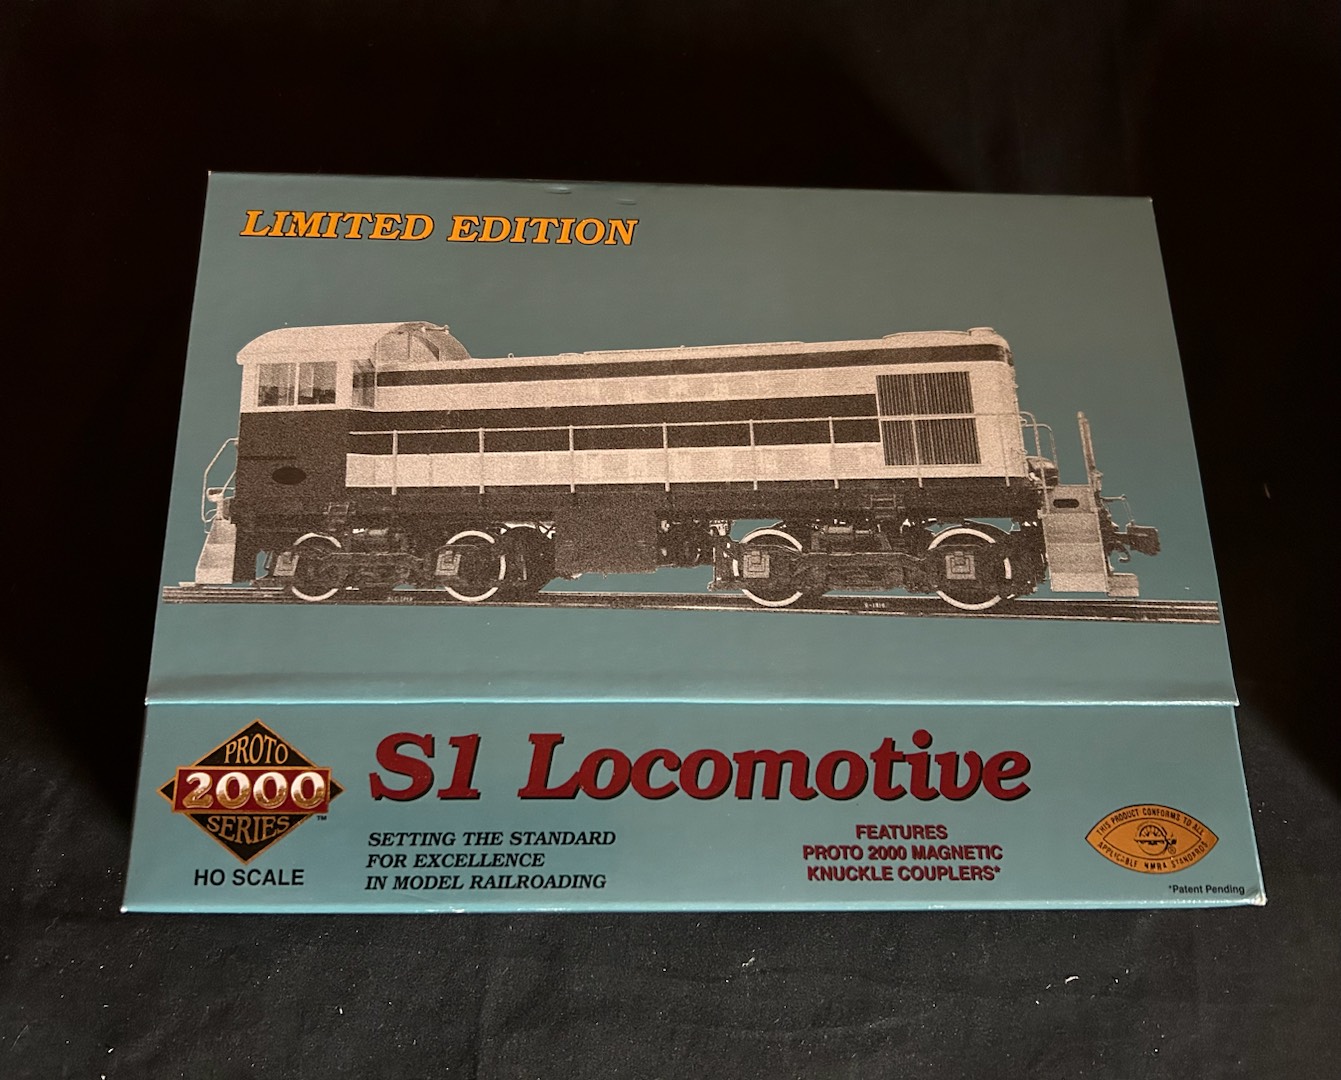 LIMITED EDITION
PROTO
2000
SERIES
™
HO SCALE
S1 Locomotive
SETTING THE STANDARD
FOR EXCELLENCE
IN MODEL RAILROADING
FEATURES
PROTO 2000 MAGNETIC
KNUCKLE COUPLERS*
THIS PRODUCT CONFORMS TO ALL
APPLICABLE NMRA STANDARDS
®
*Patent Pending